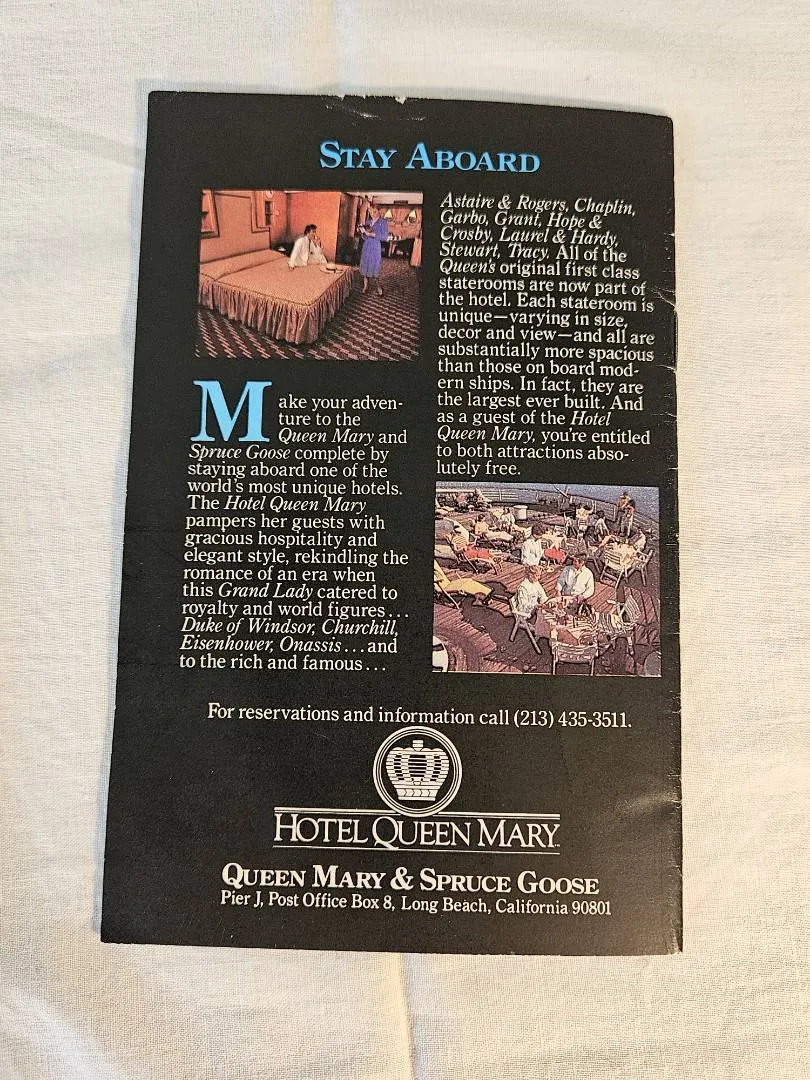 STAY ABOARD
Make your adven-
ture to the
Queen Mary and
Spruce Goose complete by
staying aboard one of the
world's most unique hotels.
The Hotel Queen Mary
pampers her guests with
gracious hospitality and
elegant style, rekindling the
romance of an era when
this Grand Lady catered to
royalty and world figures...
Duke of Windsor, Churchill,
Eisenhower, Onassis...and
to the rich and famous...
Astaire & Rogers, Chaplin,
Garbo, Grant, Hope &
Crosby, Laurel & Hardy,
Stewart, Tracy. All of the
Queen's original first class
staterooms are now part of
the hotel. Each stateroom is
unique—varying in size,
decor and view—and all are
substantially more spacious
than those on board mod-
ern ships. In fact, they are
the largest ever built. And
as a guest of the Hotel
Queen Mary, you're entitled
to both attractions abso-
lutely free.
For reservations and information call (213) 435-3511.
HOTEL QUEEN MARY
QUEEN MARY & SPRUCE GOOSE
Pier J, Post Office Box 8, Long Beach, California 90801